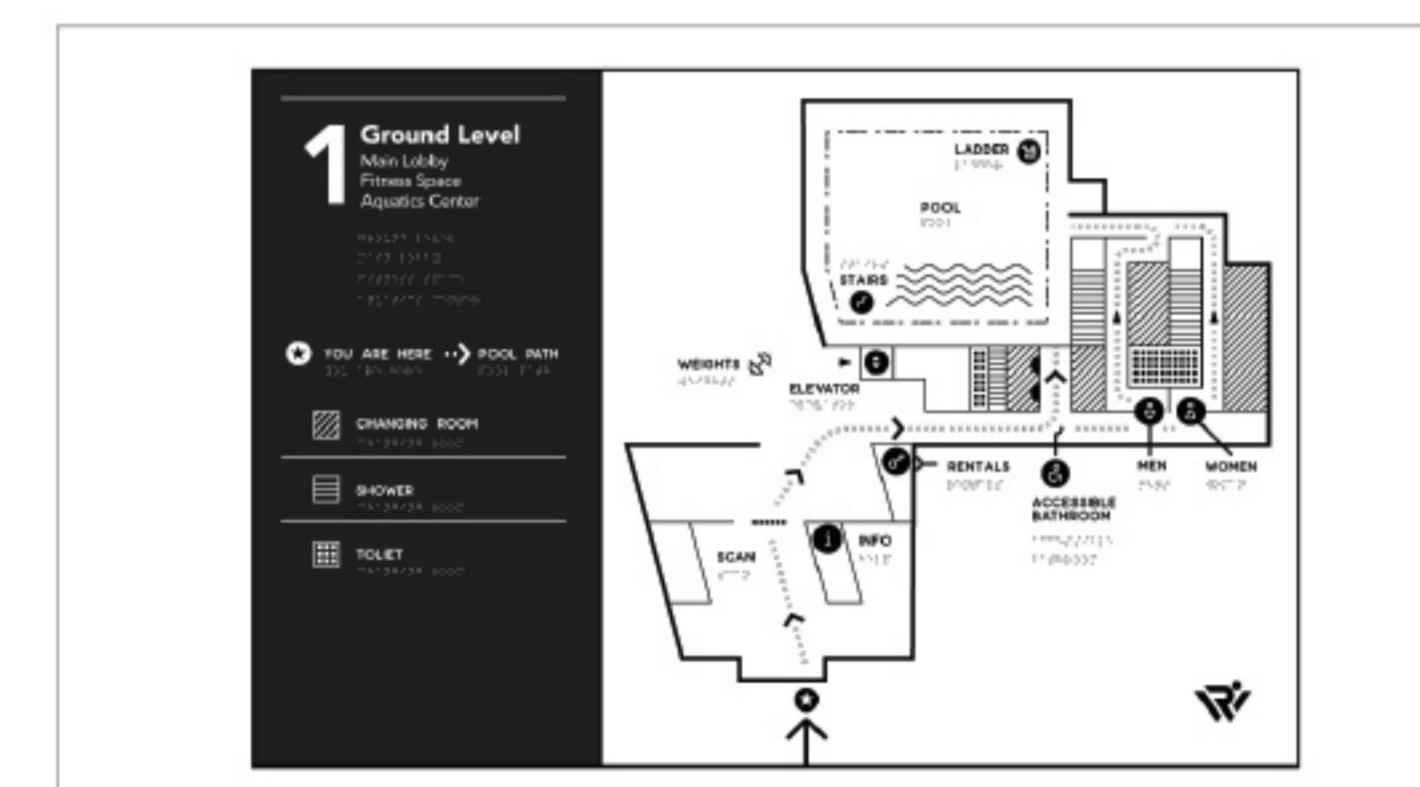 1
Ground Level
Main Lobby
Fitness Space
Aquatics Center
YOU ARE HERE
POOL PATH
CHANGING ROOM
SHOWER
TOLIET
LADDER
POOL
STAIRS
WEIGHTS
ELEVATOR
RENTALS
MEN
WOMEN
ACCESSIBLE
BATHROOM
SCAN
i
INFO